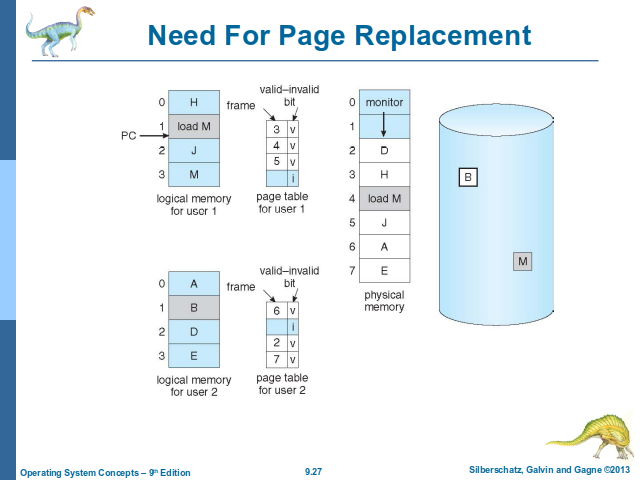 Need For Page Replacement
0 H
1 load M
2 J
3 M
PC
logical memory
for user 1
frame
valid–invalid
bit
3 v
4 v
5 v
i
page table
for user 1
0 monitor
1
2 D
3 H
4 load M
5 J
6 A
7 E
physical
memory
B
M
0 A
1 B
2 D
3 E
logical memory
for user 2
frame
valid–invalid
bit
6 v
i
2 v
7 v
page table
for user 2
Operating System Concepts – 9th Edition
9.27
Silberschatz, Galvin and Gagne ©2013